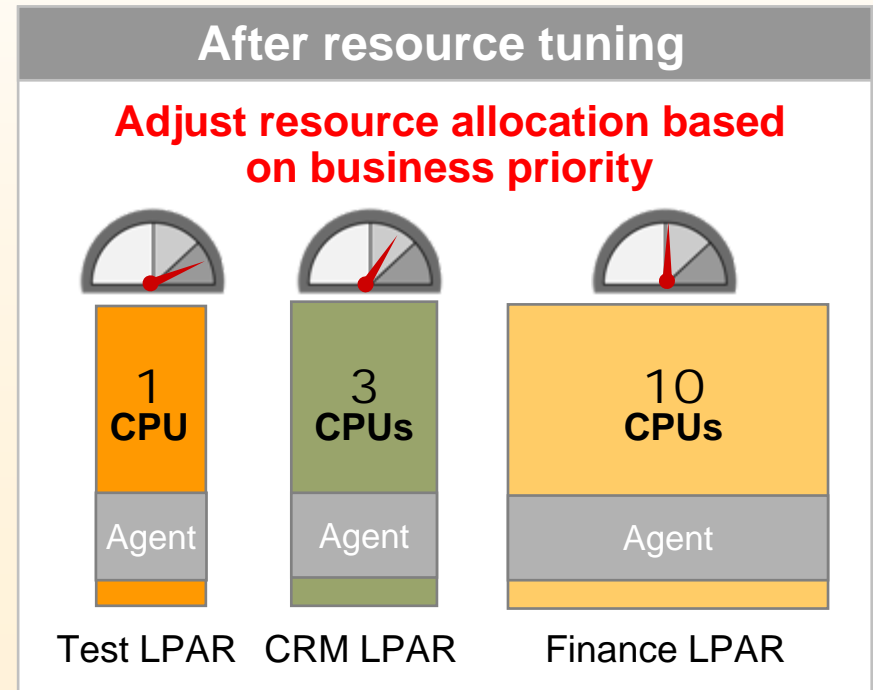 After resource tuning
Adjust resource allocation based
on business priority
1
CPU
3
CPUs
10
CPUs
Agent
Agent
Agent
Test LPAR
CRM LPAR
Finance LPAR